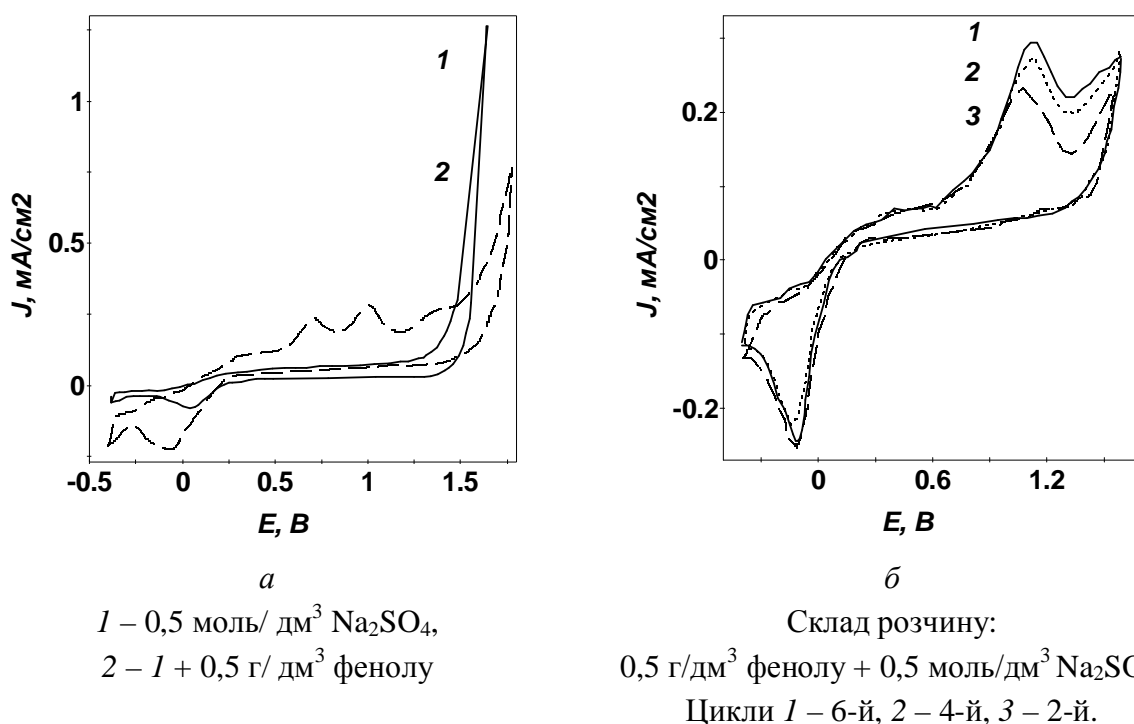 1
1
2
0.5
0
J, мА/см2
-0.5
0
0.5
1
1.5
E, В
а
1 – 0,5 моль/ дм³ Na₂SO₄,
2 – 1 + 0,5 г/ дм³ фенолу
1
2
3
0.2
0
-0.2
J, мА/см2
0
0.6
1.2
E, В
б
Склад розчину:
0,5 г/дм³ фенолу + 0,5 моль/дм³ Na₂SO
Цикли 1 – 6-й, 2 – 4-й, 3 – 2-й.